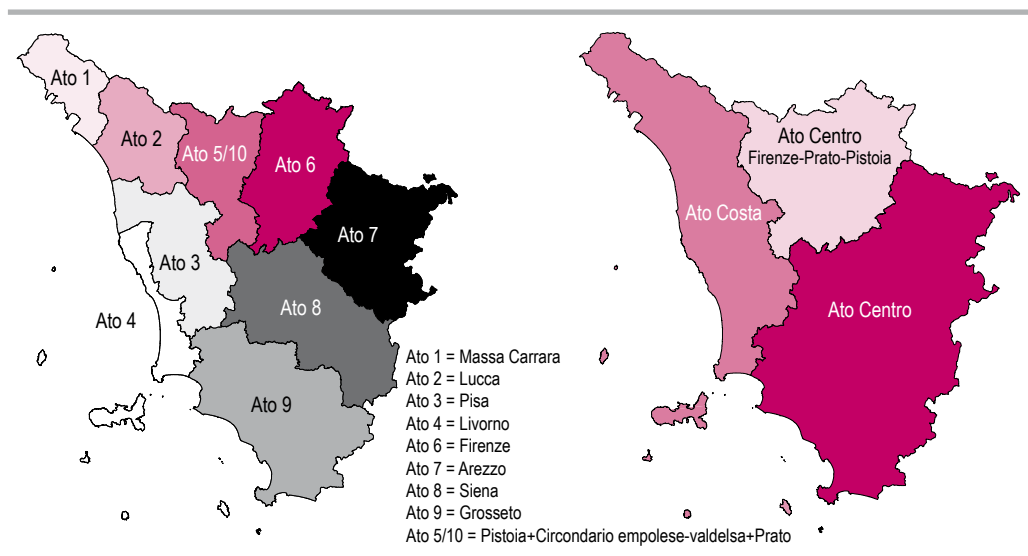 Ato 1
Ato 2
Ato 5/10
Ato 6
Ato 7
Ato 3
Ato 4
Ato 8
Ato 9
Ato 1 = Massa Carrara
Ato 2 = Lucca
Ato 3 = Pisa
Ato 4 = Livorno
Ato 6 = Firenze
Ato 7 = Arezzo
Ato 8 = Siena
Ato 9 = Grosseto
Ato 5/10 = Pistoia+Circondario empolese-valdelsa+Prato
Ato Centro
Firenze-Prato-Pistoia
Ato Costa
Ato Centro